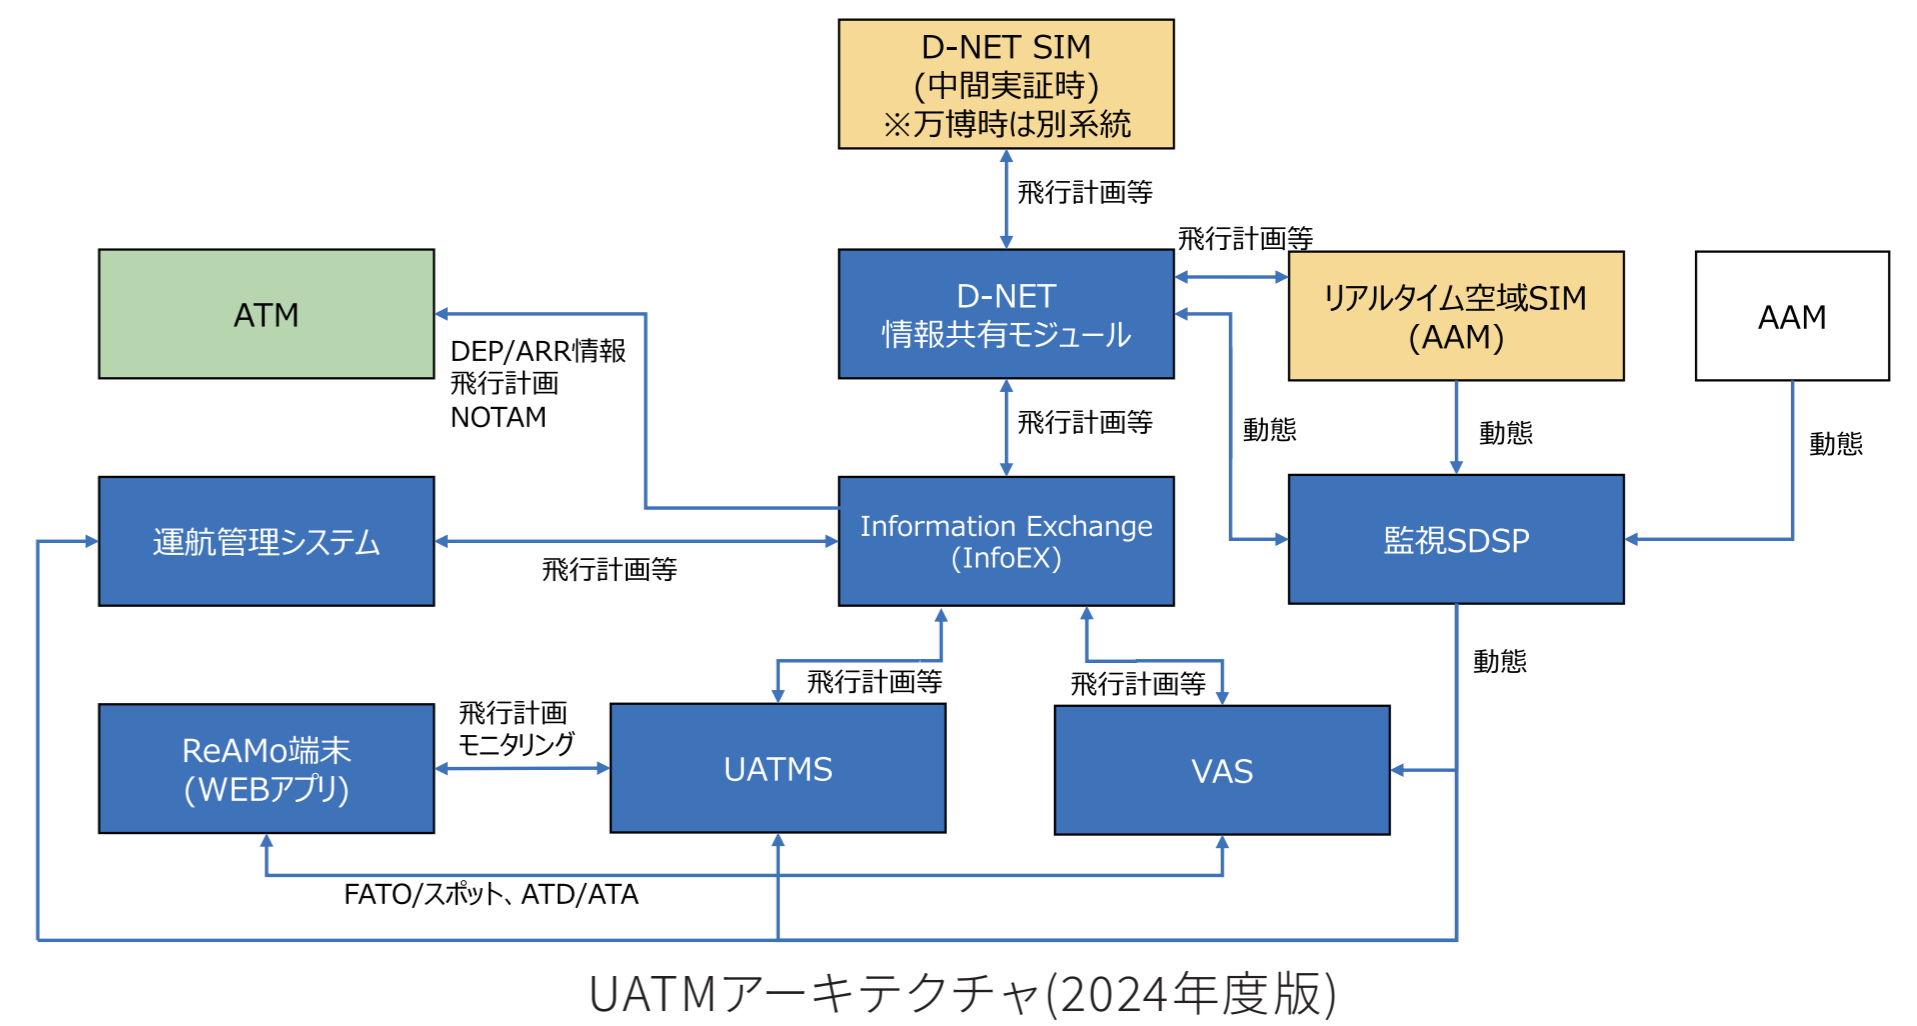 D-NET SIM
(中間実証時)
※万博時は別系統
飛行計画等
飛行計画等
ATM
D-NET
情報共有モジュール
リアルタイム空域SIM
(AAM)
AAM
DEP/ARR情報
飛行計画
NOTAM
飛行計画等
動態
動態
動態
運航管理システム
飛行計画等
Information Exchange
(InfoEX)
監視SDSP
飛行計画等
飛行計画等
動態
ReAMo端末
(WEBアプリ)
飛行計画
モニタリング
UATMS
VAS
FATO/スポット、ATD/ATA
UATMアーキテクチャ(2024年度版)